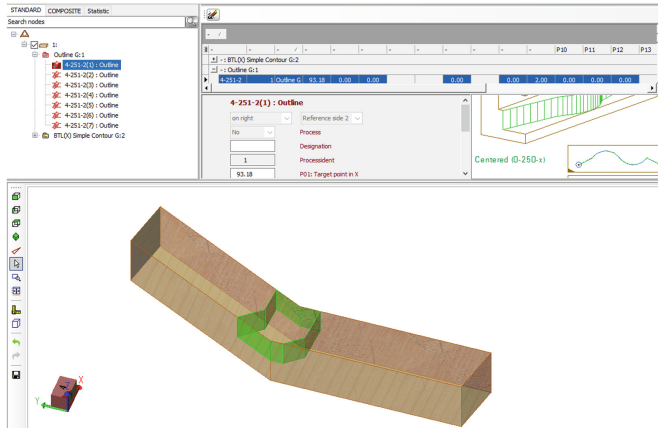 STANDARD COMPOSITE Statistic
Search nodes
1:
Outline G:1
4-251-2(1) : Outline
4-251-2(2) : Outline
4-251-2(3) : Outline
4-251-2(4) : Outline
4-251-2(5) : Outline
4-251-2(6) : Outline
4-251-2(7) : Outline
BTL(X) Simple Contour G:2
- /
- - - - / - - - - - - P10 P11 P12 P13
- : BTL(X) Simple Contour G:2
- : Outline G:1
4-251-2 1 Outline G 93.18 0.00 0.00 0.00 0.00 2.00 0.00 0.00 0.00
4-251-2(1) : Outline
on right Reference side 2
No Process
Designation
1 Processident
93.18 P01: Target point in X
Centered (0-250-x)
X
Y